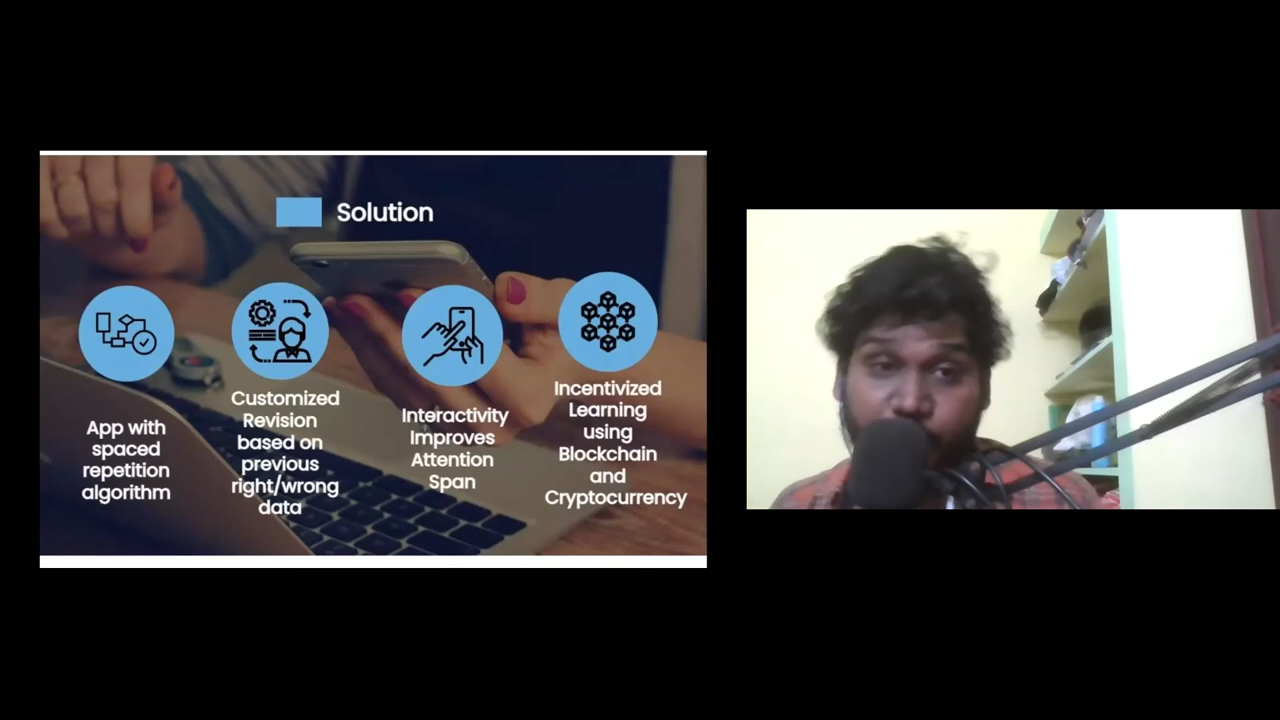 Solution
App with
spaced
repetition
algorithm
Customized
Revision
based on
previous
right/wrong
data
Interactivity
Improves
Attention
Span
Incentivized
Learning
using
Blockchain
and
Cryptocurrency